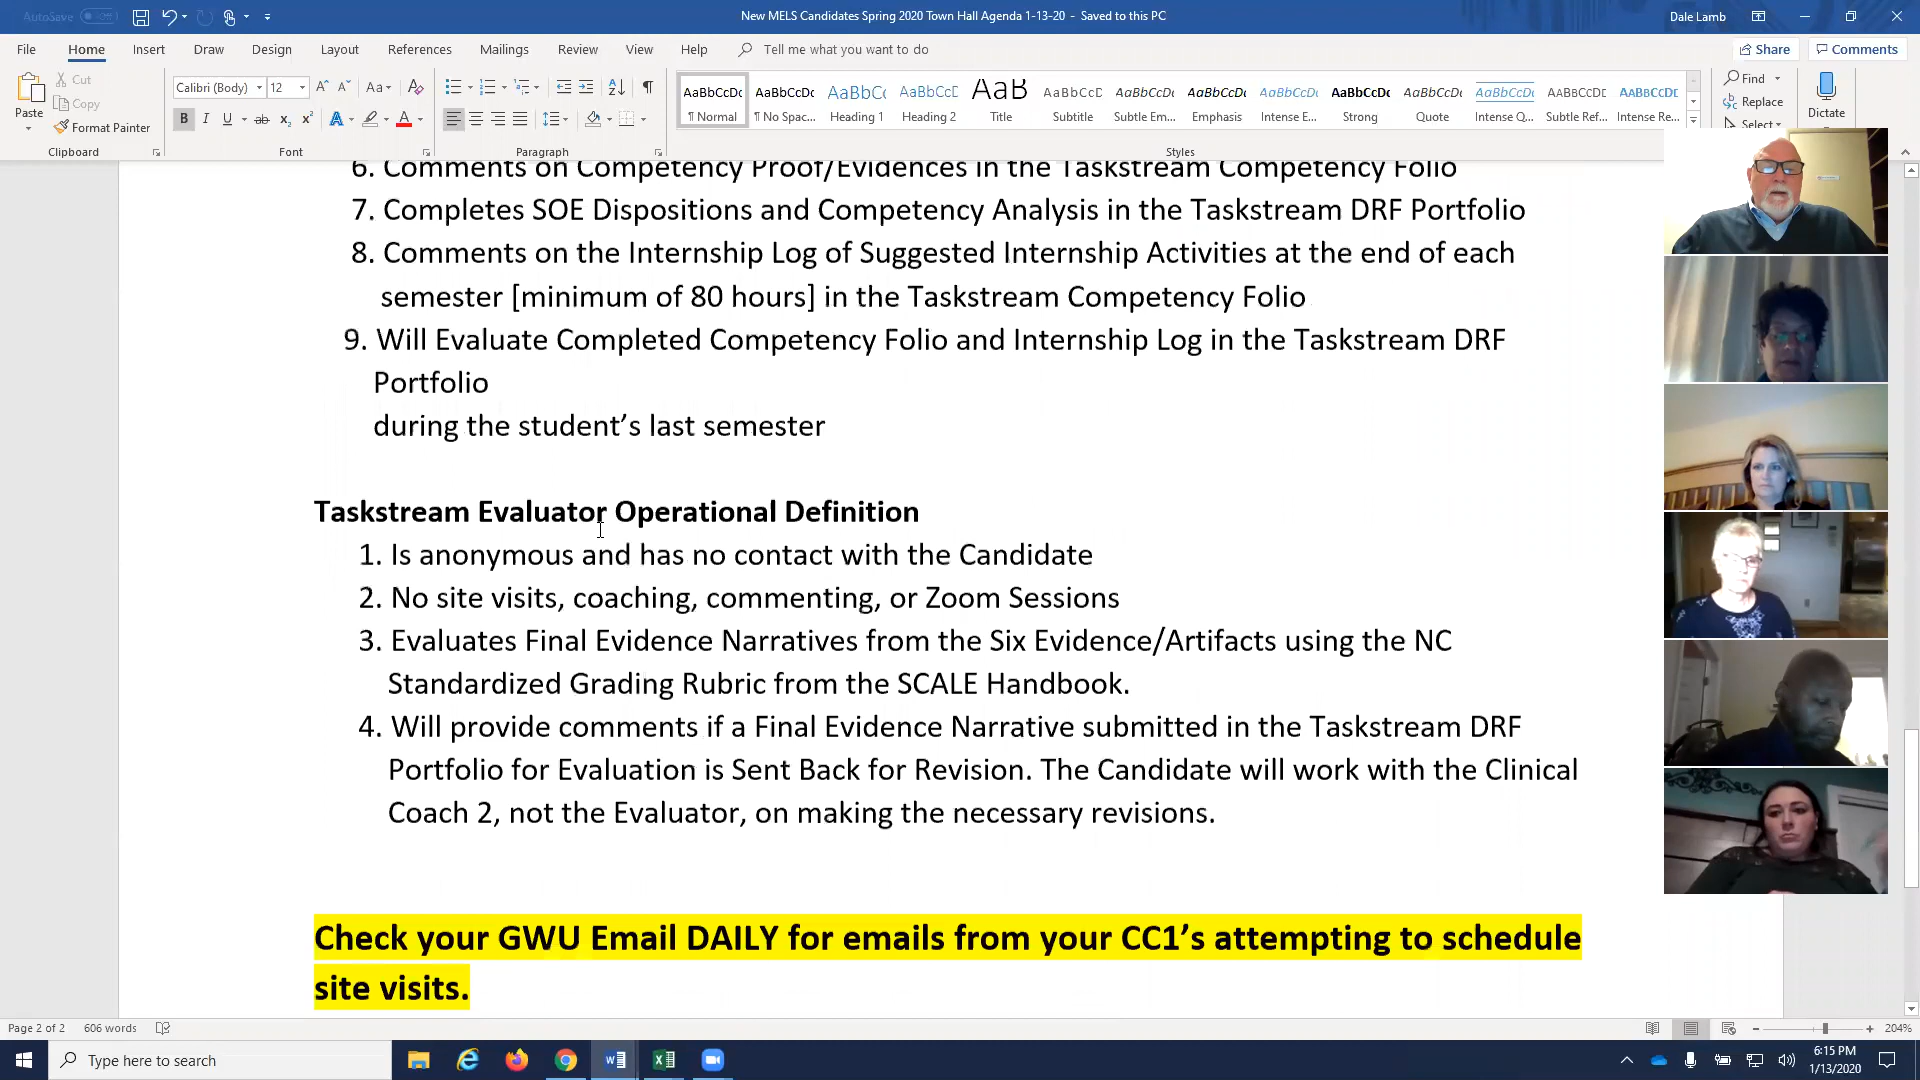 AutoSave Off
New MELS Candidates Spring 2020 Town Hall Agenda 1-13-20 - Saved to this PC
Dale Lamb
File Home Insert Draw Design Layout References Mailings Review View Help Tell me what you want to do
Share Comments
Paste
Cut
Copy
Format Painter
Clipboard
Calibri (Body) 12
Font
Paragraph
AaBbCcDc AaBbCcDc AaBbCc AaBbCcD AaB AaBbCcD AaBbCcDc AaBbCcDc AaBbCcDc AaBbCcDc AaBbCcDc AaBbCcDc AABBCCDD AABBCCDD
¶ Normal ¶ No Spac... Heading 1 Heading 2 Title Subtitle Subtle Em... Emphasis Intense E... Strong Quote Intense Q... Subtle Ref... Intense Re...
Styles
Find
Replace
Select
Dictate
6. Comments on Competency Proof/Evidences in the Taskstream Competency Folio
7. Completes SOE Dispositions and Competency Analysis in the Taskstream DRF Portfolio
8. Comments on the Internship Log of Suggested Internship Activities at the end of each
semester [minimum of 80 hours] in the Taskstream Competency Folio
9. Will Evaluate Completed Competency Folio and Internship Log in the Taskstream DRF
Portfolio
during the student’s last semester
Taskstream Evaluator Operational Definition
1. Is anonymous and has no contact with the Candidate
2. No site visits, coaching, commenting, or Zoom Sessions
3. Evaluates Final Evidence Narratives from the Six Evidence/Artifacts using the NC
Standardized Grading Rubric from the SCALE Handbook.
4. Will provide comments if a Final Evidence Narrative submitted in the Taskstream DRF
Portfolio for Evaluation is Sent Back for Revision. The Candidate will work with the Clinical
Coach 2, not the Evaluator, on making the necessary revisions.
Check your GWU Email DAILY for emails from your CC1’s attempting to schedule
site visits.
Page 2 of 2 606 words
204%
Type here to search
6:15 PM
1/13/2020